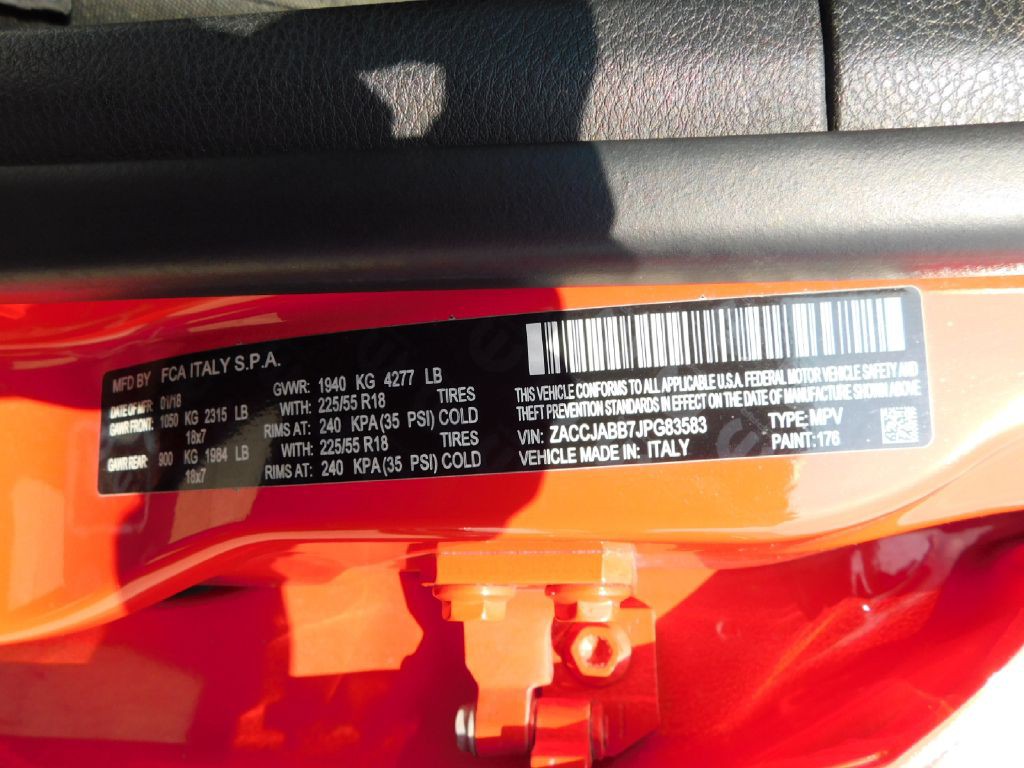 MFD BY FCA ITALY S.P.A.
DATE OF MFR 01/18 GVWR: 1940 KG 4277 LB
GAWR FRONT: 1050 KG 2315 LB WITH: 225/55 R18 TIRES
18x7 RIMS AT: 240 KPA(35 PSI) COLD
GAWR REAR: 900 KG 1984 LB WITH: 225/55 R18 TIRES
18x7 RIMS AT: 240 KPA(35 PSI) COLD
THIS VEHICLE CONFORMS TO ALL APPLICABLE U.S.A. FEDERAL MOTOR VEHICLE SAFETY AND
THEFT PREVENTION STANDARDS IN EFFECT ON THE DATE OF MANUFACTURE SHOWN ABOVE
VIN: ZACCJABB7JPG83583 TYPE: MPV
VEHICLE MADE IN: ITALY PAINT: 176